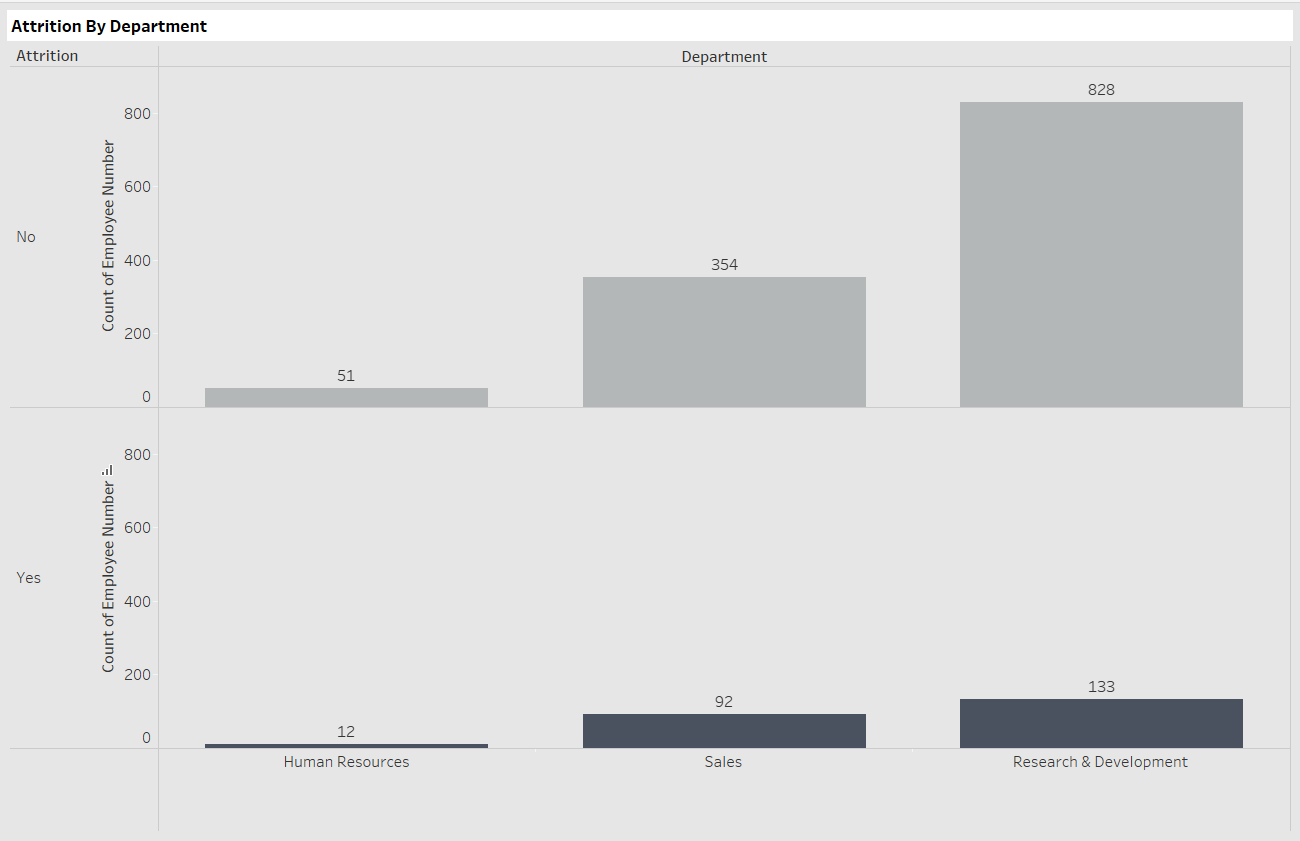 Attrition By Department
Attrition
Department
828
800
600
Count of Employee Number
No
400
354
200
51
0
800
600
Count of Employee Number
Yes
400
200
133
92
12
0
Human Resources
Sales
Research & Development